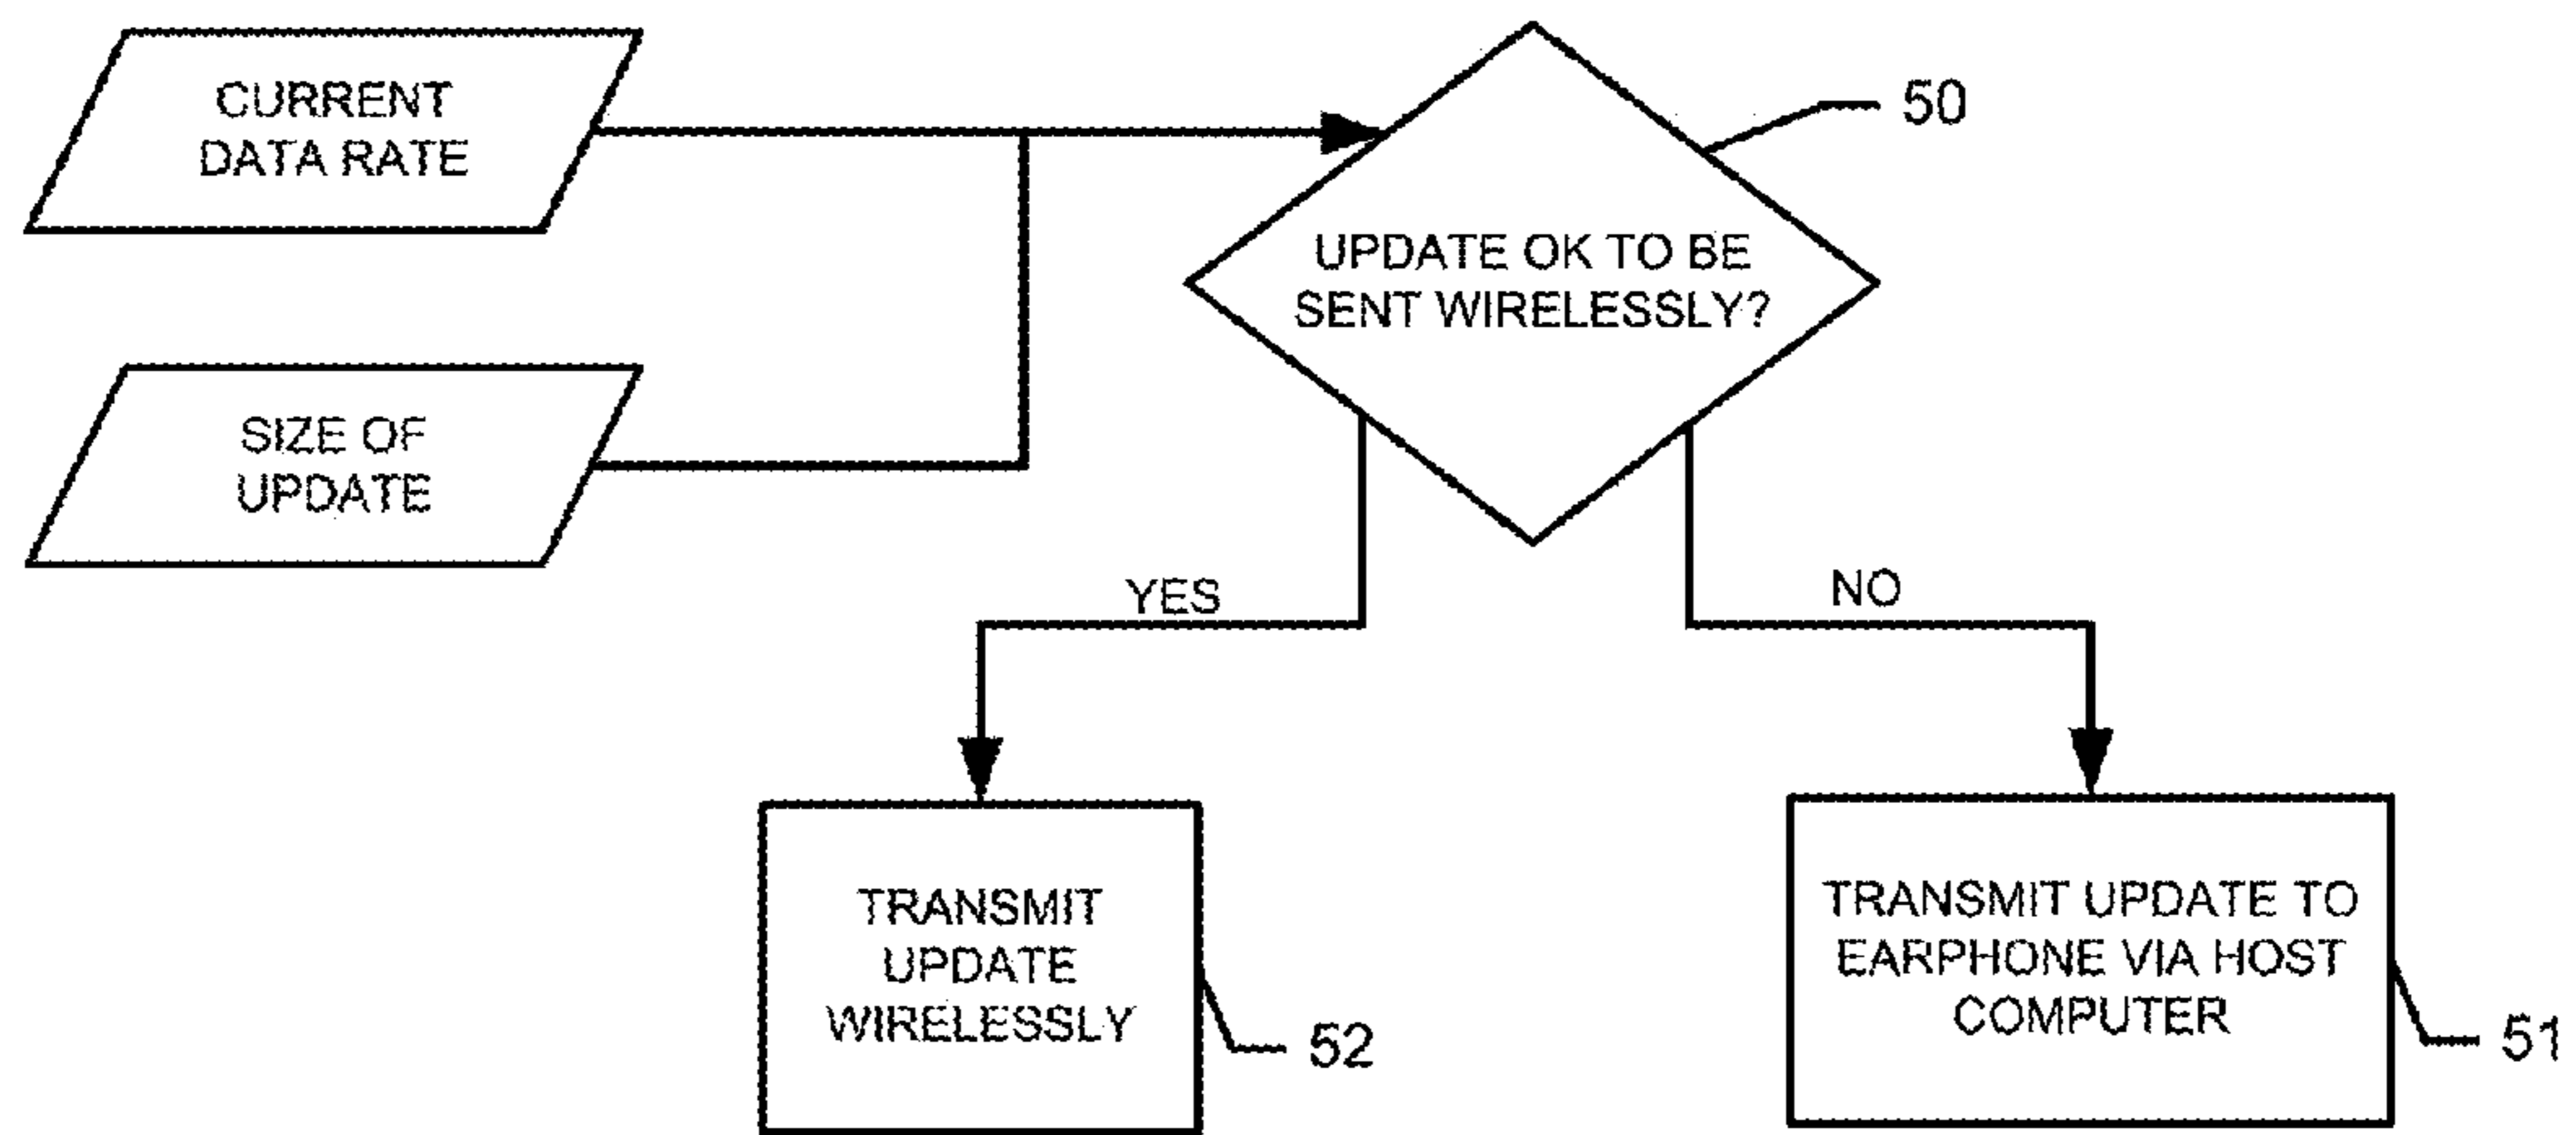 CURRENT
DATA RATE
50
UPDATE OK TO BE
SENT WIRELESSLY?
SIZE OF
UPDATE
YES
NO
TRANSMIT
UPDATE
WIRELESSLY
52
TRANSMIT UPDATE TO
EARPHONE VIA HOST
COMPUTER
51